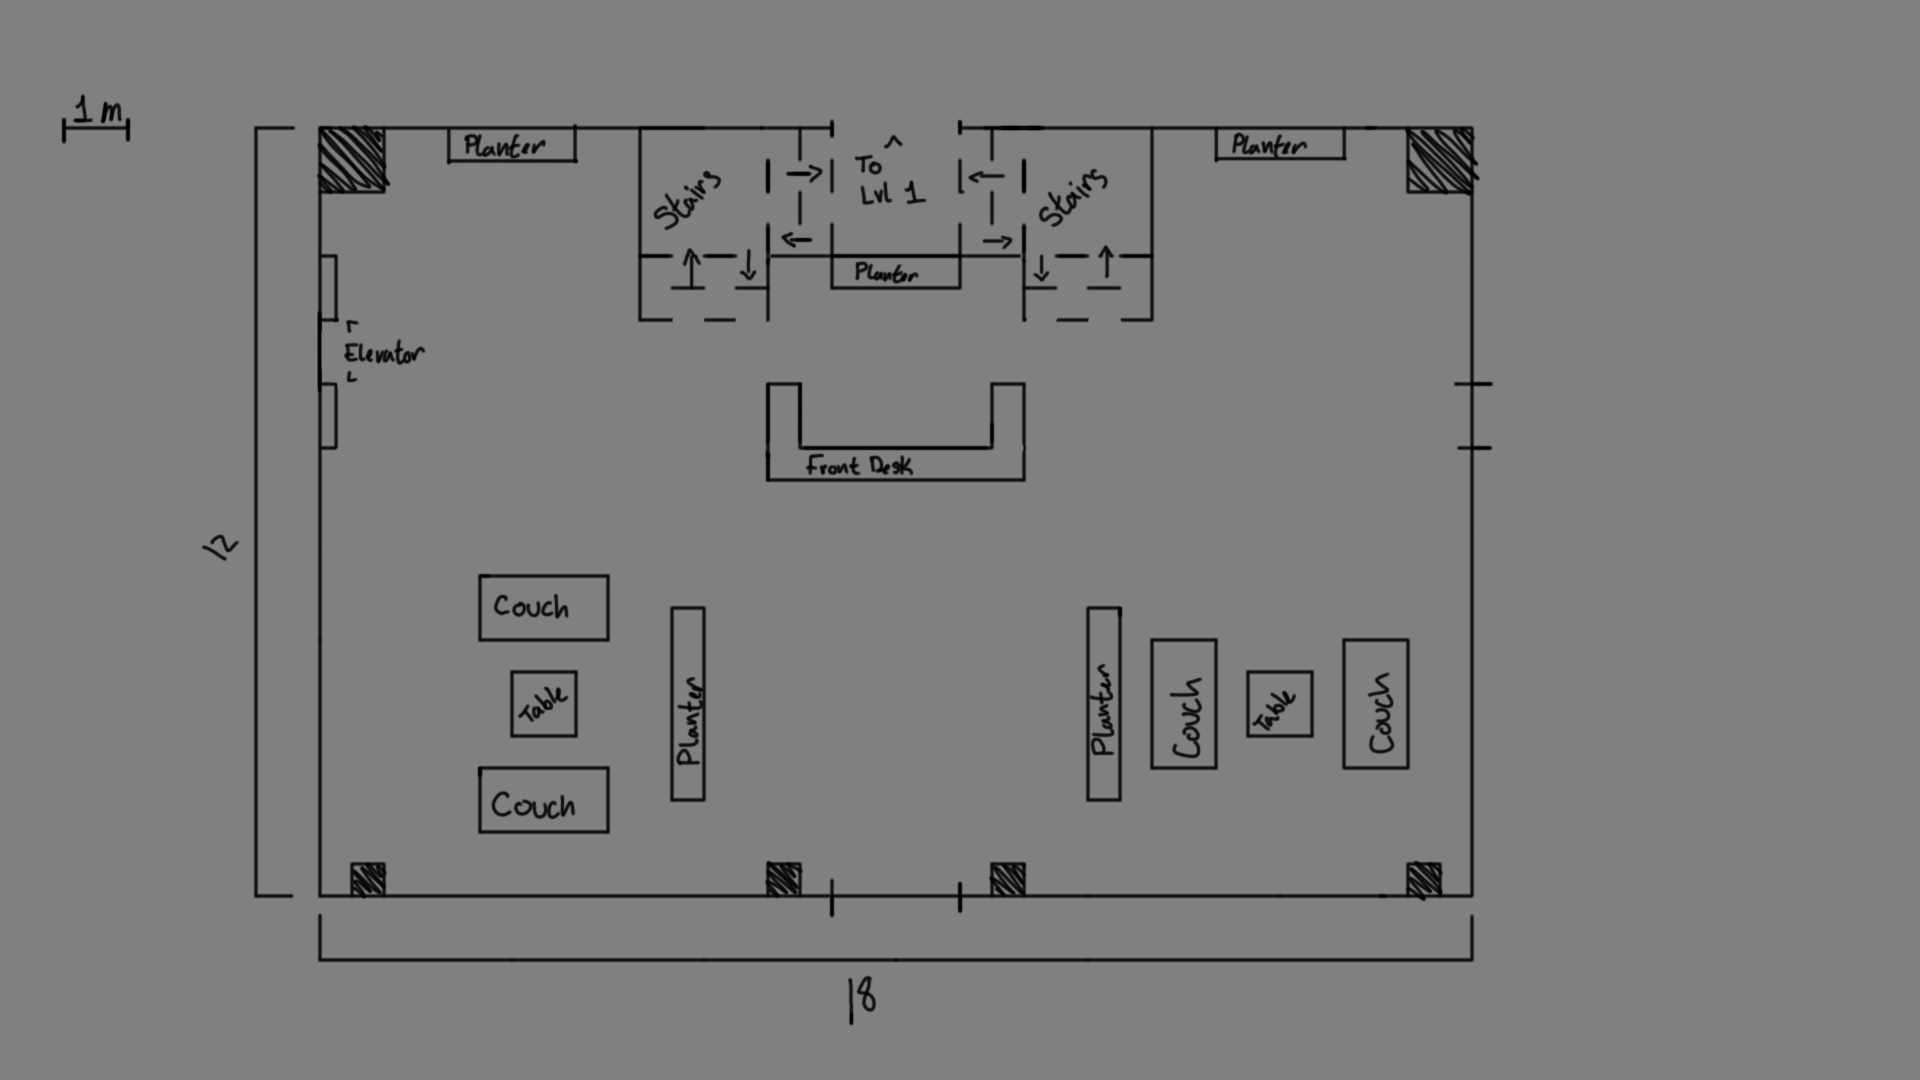 1 m
Planter
Stairs
To
Lvl 1
Stairs
Planter
Planter
Elevator
Front Desk
12
Couch
Table
Couch
Planter
Planter
Couch
Table
Couch
18